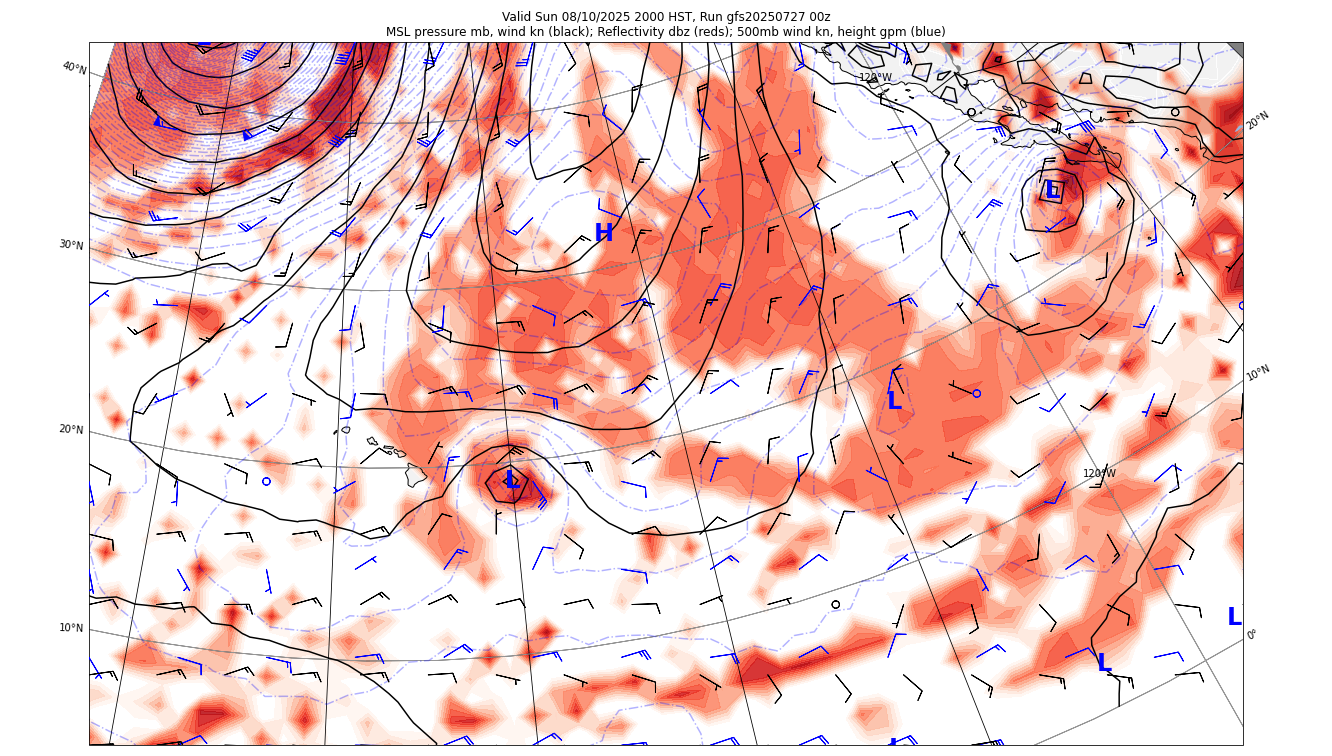 Valid Sun 08/10/2025 2000 HST, Run gfs20250727 00z
MSL pressure mb, wind kn (black); Reflectivity dbz (reds); 500mb wind kn, height gpm (blue)
L
40°N
120°W
20°N
L
H
30°N
10°N
L
20°N
120°W
L
10°N
L
0°
L
L